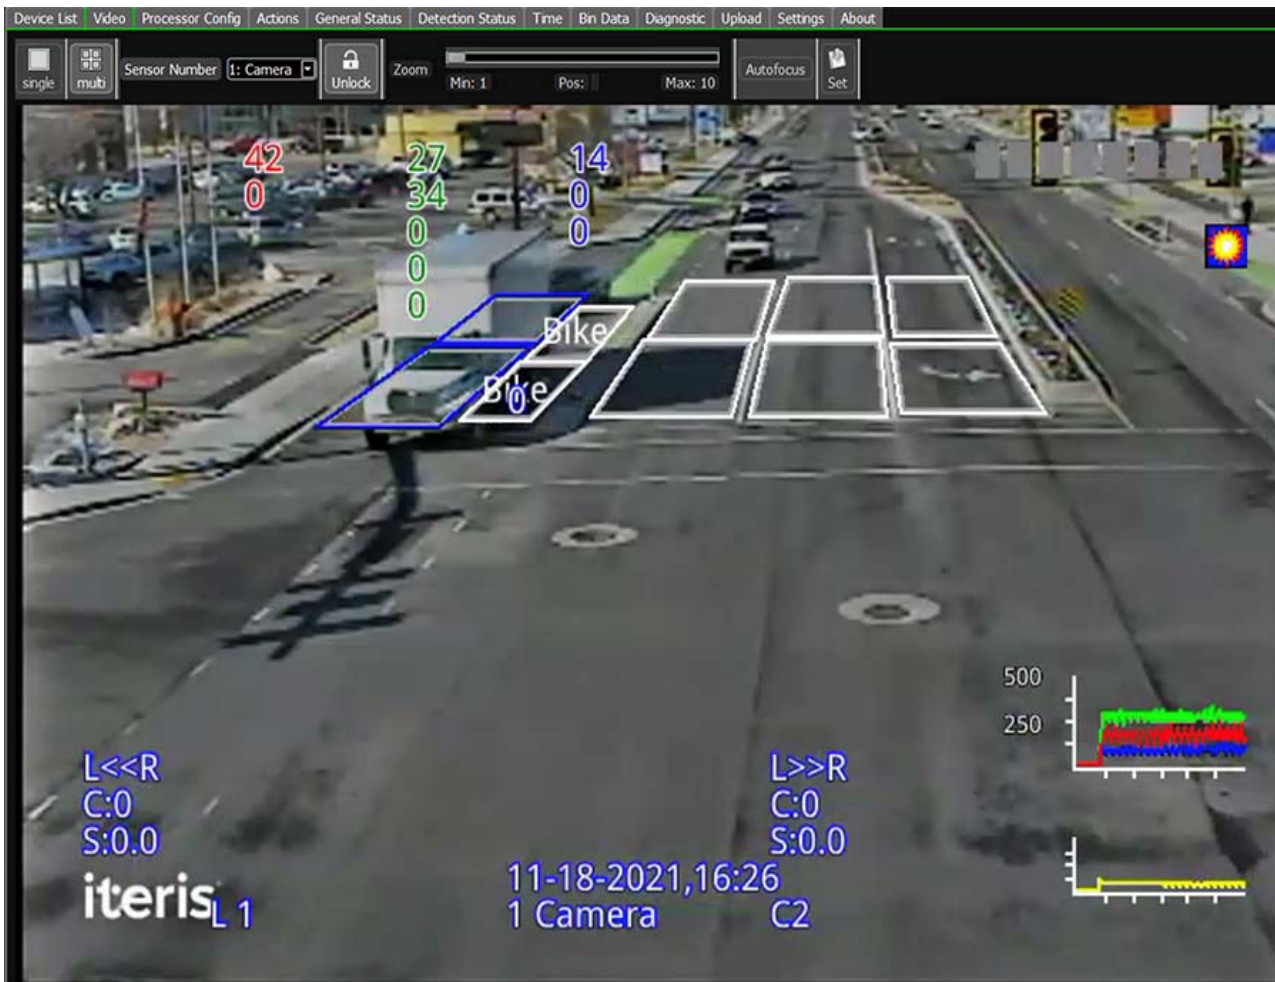 Device List Video Processor Config Actions General Status Detection Status Time Bin Data Diagnostic Upload Settings About
single multi Sensor Number 1: Camera Unlock Zoom Min: 1 Pos: Max: 10 Autofocus Set
42 27 14
0 34 0
0 0
0
0
Bike
Bike
0
500
250
L<<R L>>R
C:0 C:0
S:0.0 S:0.0
11-18-2021,16:26
iteris L 1 1 Camera C2